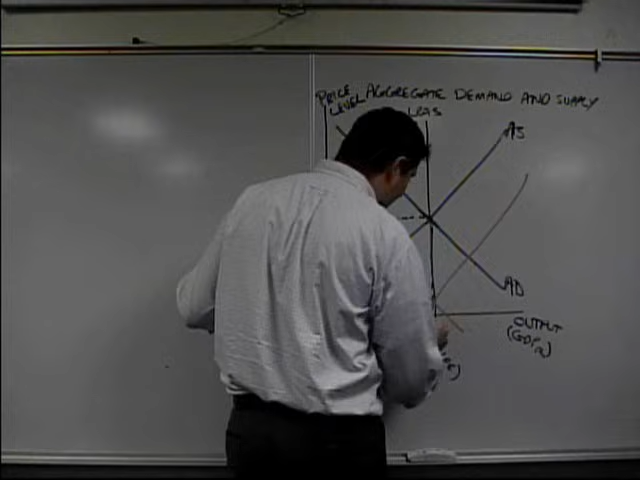 PRICE
LEVEL
AGGREGATE DEMAND AND SUPPLY
LRAS
AS
AD
OUTPUT
(GDPR)